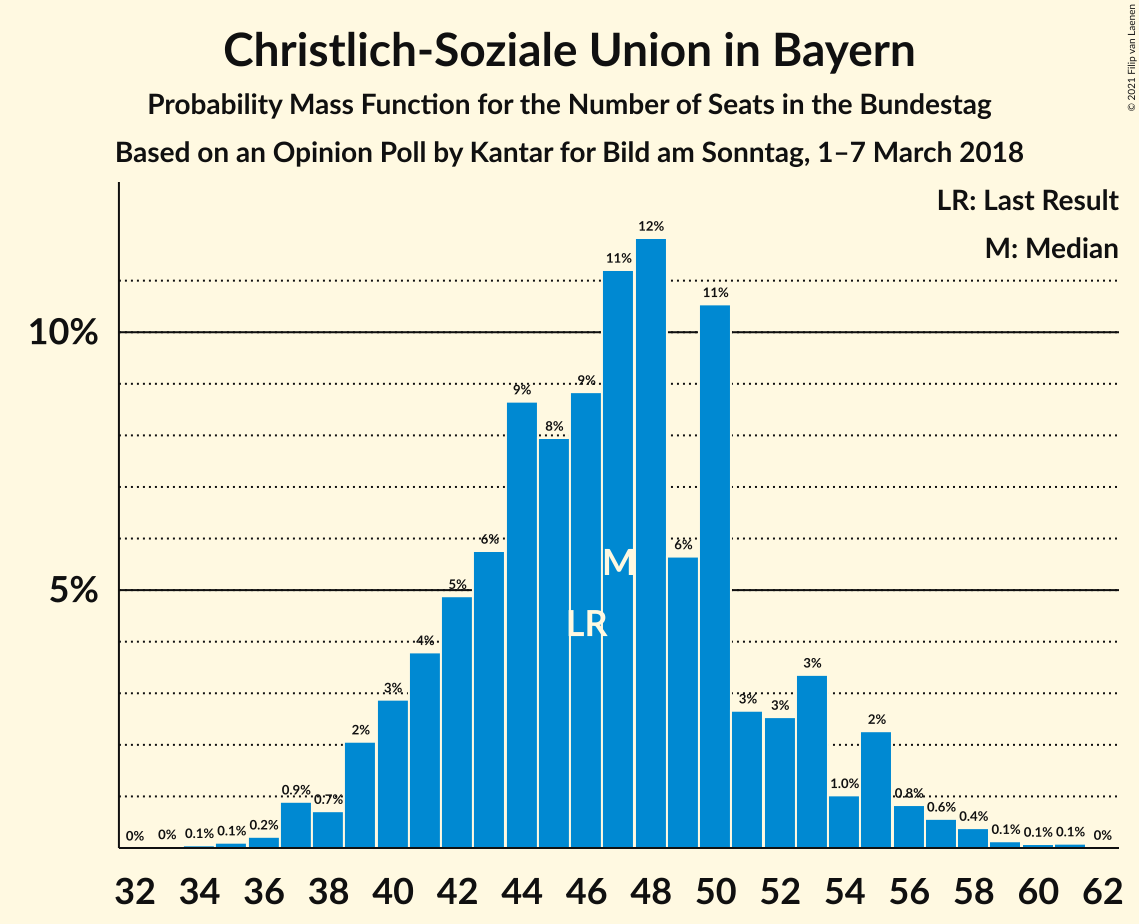 Christlich-Soziale Union in Bayern
Probability Mass Function for the Number of Seats in the Bundestag
Based on an Opinion Poll by Kantar for Bild am Sonntag, 1–7 March 2018
© 2021 Filip van Laenen
LR: Last Result
M: Median
10%
5%
0% 0% 0.1% 0.1% 0.2% 0.9% 0.7% 2% 3% 4% 5% 6% 9% 8% 9% 11% 12% 6% 11% 3% 3% 3% 1.0% 2% 0.8% 0.6% 0.4% 0.1% 0.1% 0.1% 0%
M
LR
32 34 36 38 40 42 44 46 48 50 52 54 56 58 60 62